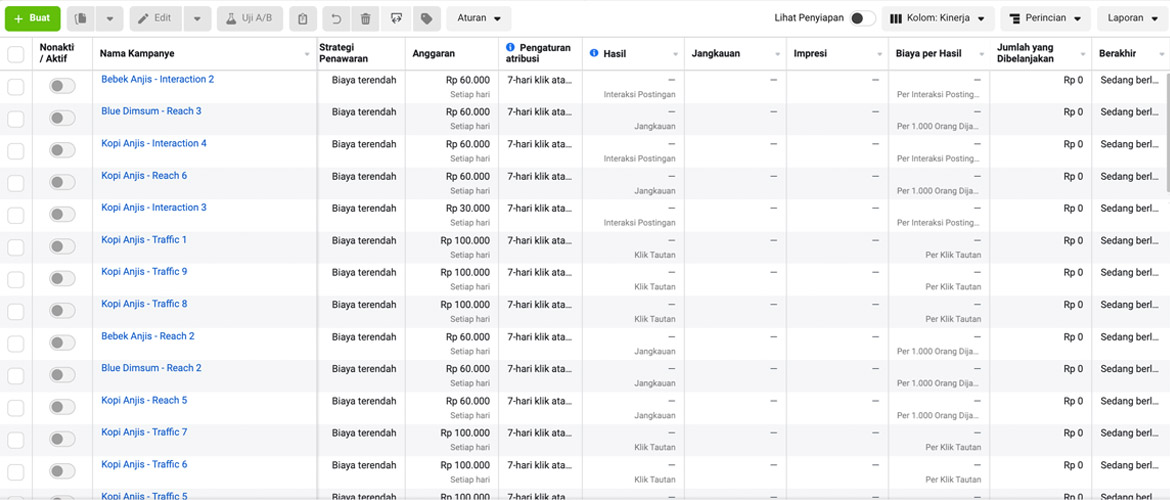 + Buat Edit Uji A/B Aturan Lihat Penyiapan Kolom: Kinerja Perincian Laporan
Nonakti / Aktif Nama Kampanye Strategi Penawaran Anggaran Pengaturan atribusi Hasil Jangkauan Impresi Biaya per Hasil Jumlah yang Dibelanjakan Berakhir
Bebek Anjis - Interaction 2 Biaya terendah Rp 60.000 7-hari klik ata... — — — — Rp 0 Sedang berl...
Setiap hari Interaksi Postingan Per Interaksi Posting...
Blue Dimsum - Reach 3 Biaya terendah Rp 60.000 7-hari klik ata... — — — — Rp 0 Sedang berl...
Setiap hari Jangkauan Per 1.000 Orang Dija...
Kopi Anjis - Interaction 4 Biaya terendah Rp 60.000 7-hari klik ata... — — — — Rp 0 Sedang berl...
Setiap hari Interaksi Postingan Per Interaksi Posting...
Kopi Anjis - Reach 6 Biaya terendah Rp 60.000 7-hari klik ata... — — — — Rp 0 Sedang berl...
Setiap hari Jangkauan Per 1.000 Orang Dija...
Kopi Anjis - Interaction 3 Biaya terendah Rp 30.000 7-hari klik ata... — — — — Rp 0 Sedang berl...
Setiap hari Interaksi Postingan Per Interaksi Posting...
Kopi Anjis - Traffic 1 Biaya terendah Rp 100.000 7-hari klik ata... — — — — Rp 0 Sedang berl...
Setiap hari Klik Tautan Per Klik Tautan
Kopi Anjis - Traffic 9 Biaya terendah Rp 100.000 7-hari klik ata... — — — — Rp 0 Sedang berl...
Setiap hari Klik Tautan Per Klik Tautan
Kopi Anjis - Traffic 8 Biaya terendah Rp 100.000 7-hari klik ata... — — — — Rp 0 Sedang berl...
Setiap hari Klik Tautan Per Klik Tautan
Bebek Anjis - Reach 2 Biaya terendah Rp 60.000 7-hari klik ata... — — — — Rp 0 Sedang berl...
Setiap hari Jangkauan Per 1.000 Orang Dija...
Blue Dimsum - Reach 2 Biaya terendah Rp 60.000 7-hari klik ata... — — — — Rp 0 Sedang berl...
Setiap hari Jangkauan Per 1.000 Orang Dija...
Kopi Anjis - Reach 5 Biaya terendah Rp 60.000 7-hari klik ata... — — — — Rp 0 Sedang berl...
Setiap hari Jangkauan Per 1.000 Orang Dija...
Kopi Anjis - Traffic 7 Biaya terendah Rp 100.000 7-hari klik ata... — — — — Rp 0 Sedang berl...
Setiap hari Klik Tautan Per Klik Tautan
Kopi Anjis - Traffic 6 Biaya terendah Rp 100.000 7-hari klik ata... — — — — Rp 0 Sedang berl...
Setiap hari Klik Tautan Per Klik Tautan
Kopi Anjis - Traffic 5 Biaya terendah Rp 100.000 7-hari klik ata... — — — — Rp 0 Sedang berl...